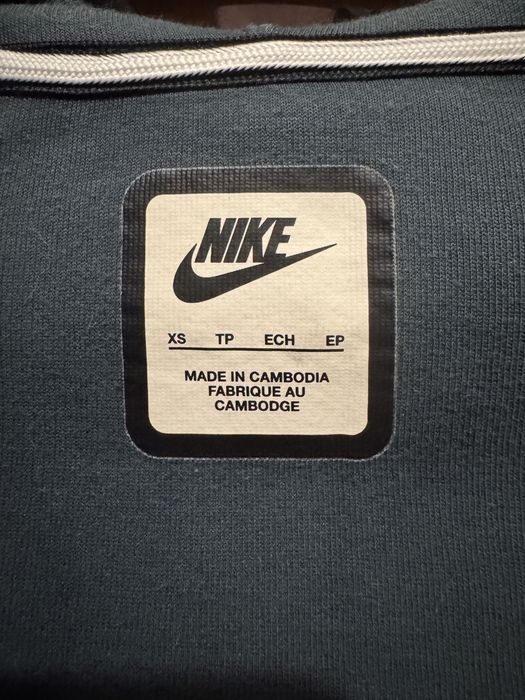 NIKE
XS TP ECH EP
MADE IN CAMBODIA
FABRIQUE AU
CAMBODGE